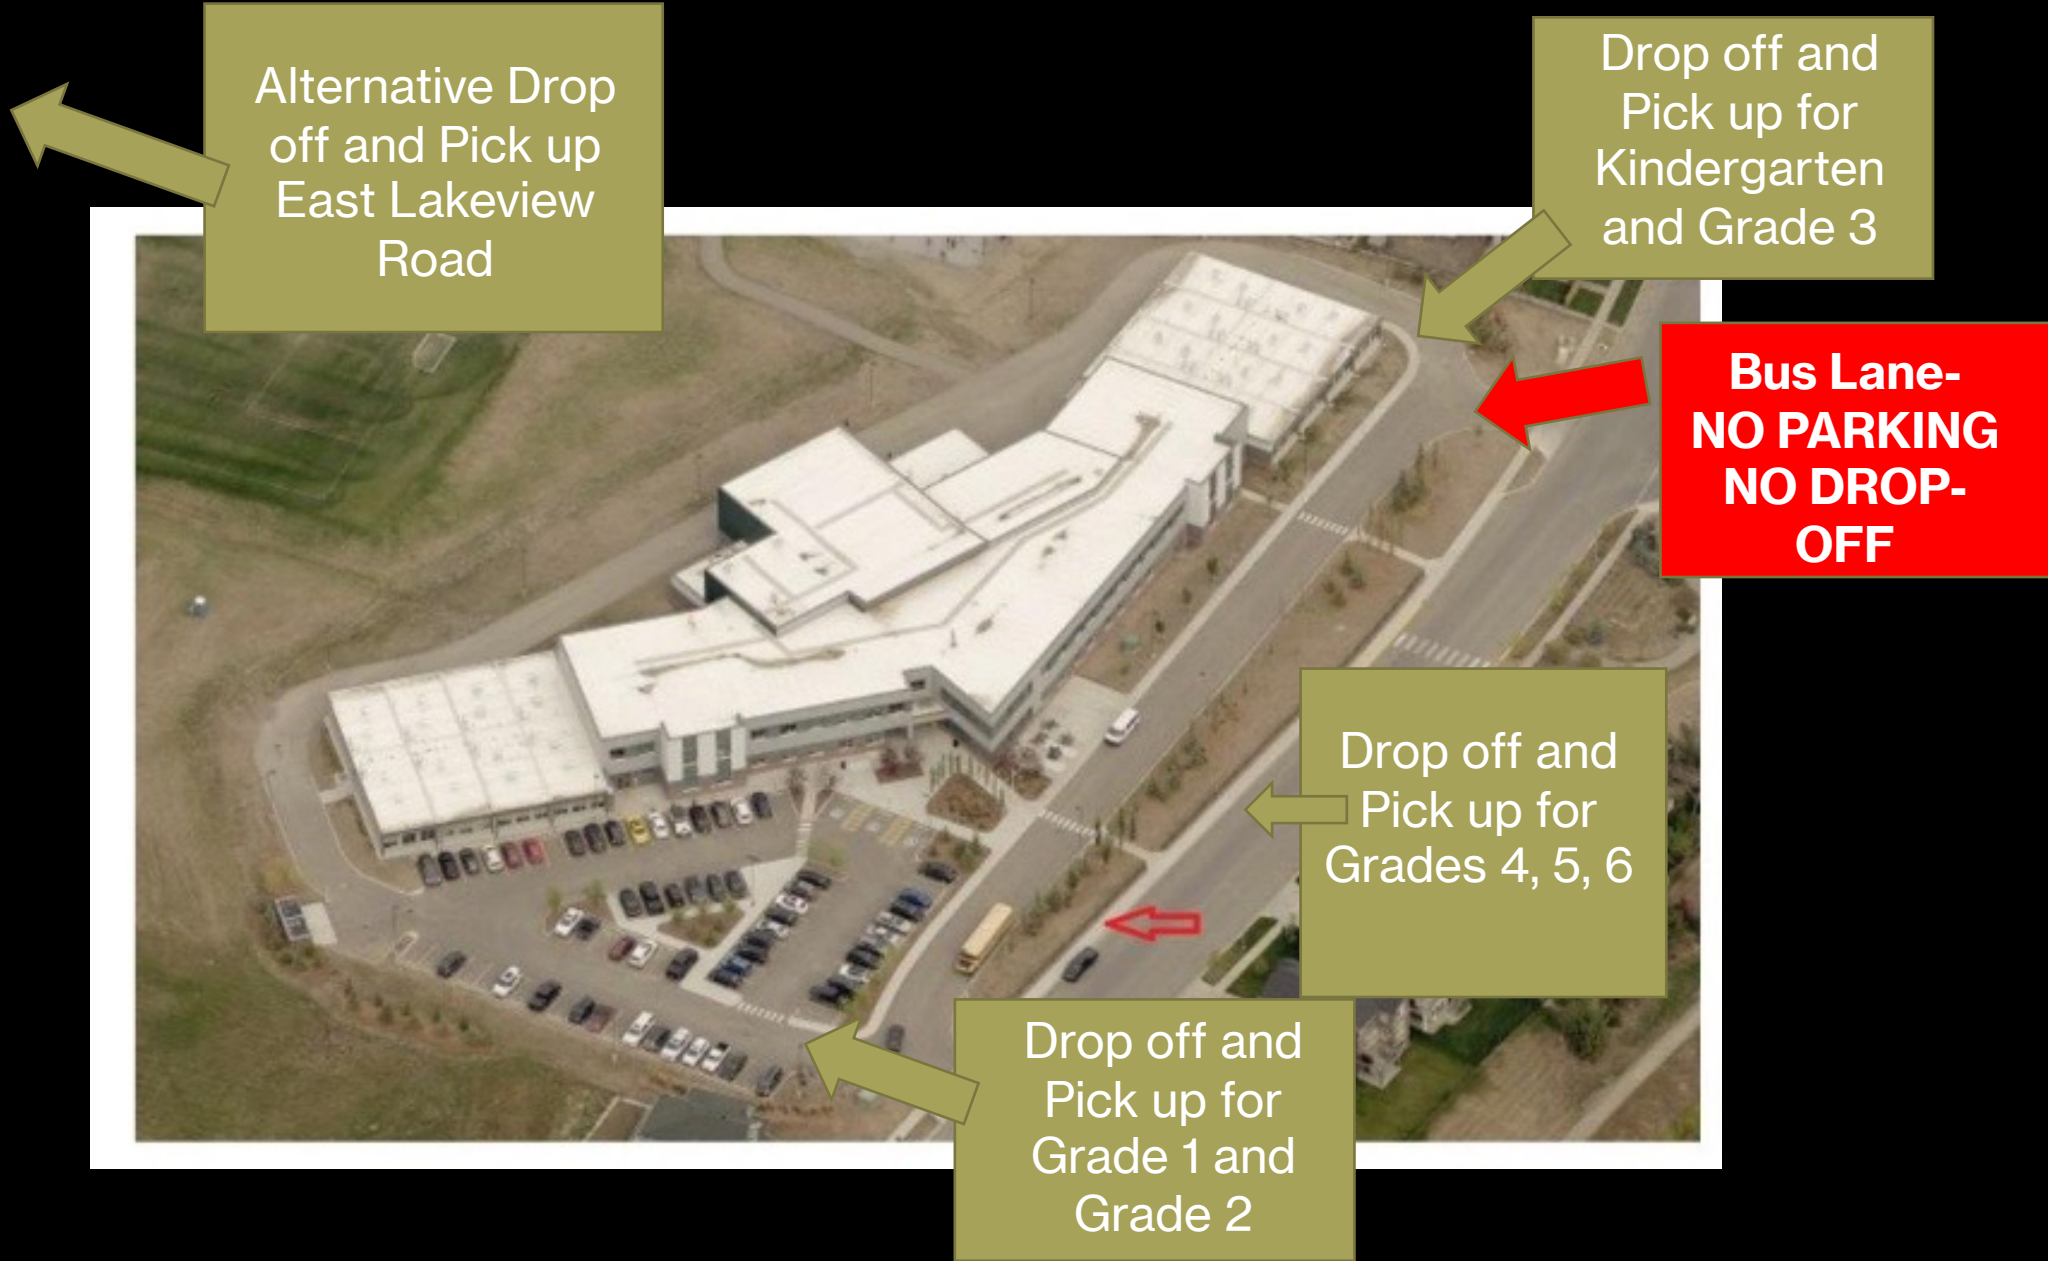 Alternative Drop
off and Pick up
East Lakeview
Road
Drop off and
Pick up for
Kindergarten
and Grade 3
Bus Lane-
NO PARKING
NO DROP-
OFF
Drop off and
Pick up for
Grades 4, 5, 6
Drop off and
Pick up for
Grade 1 and
Grade 2